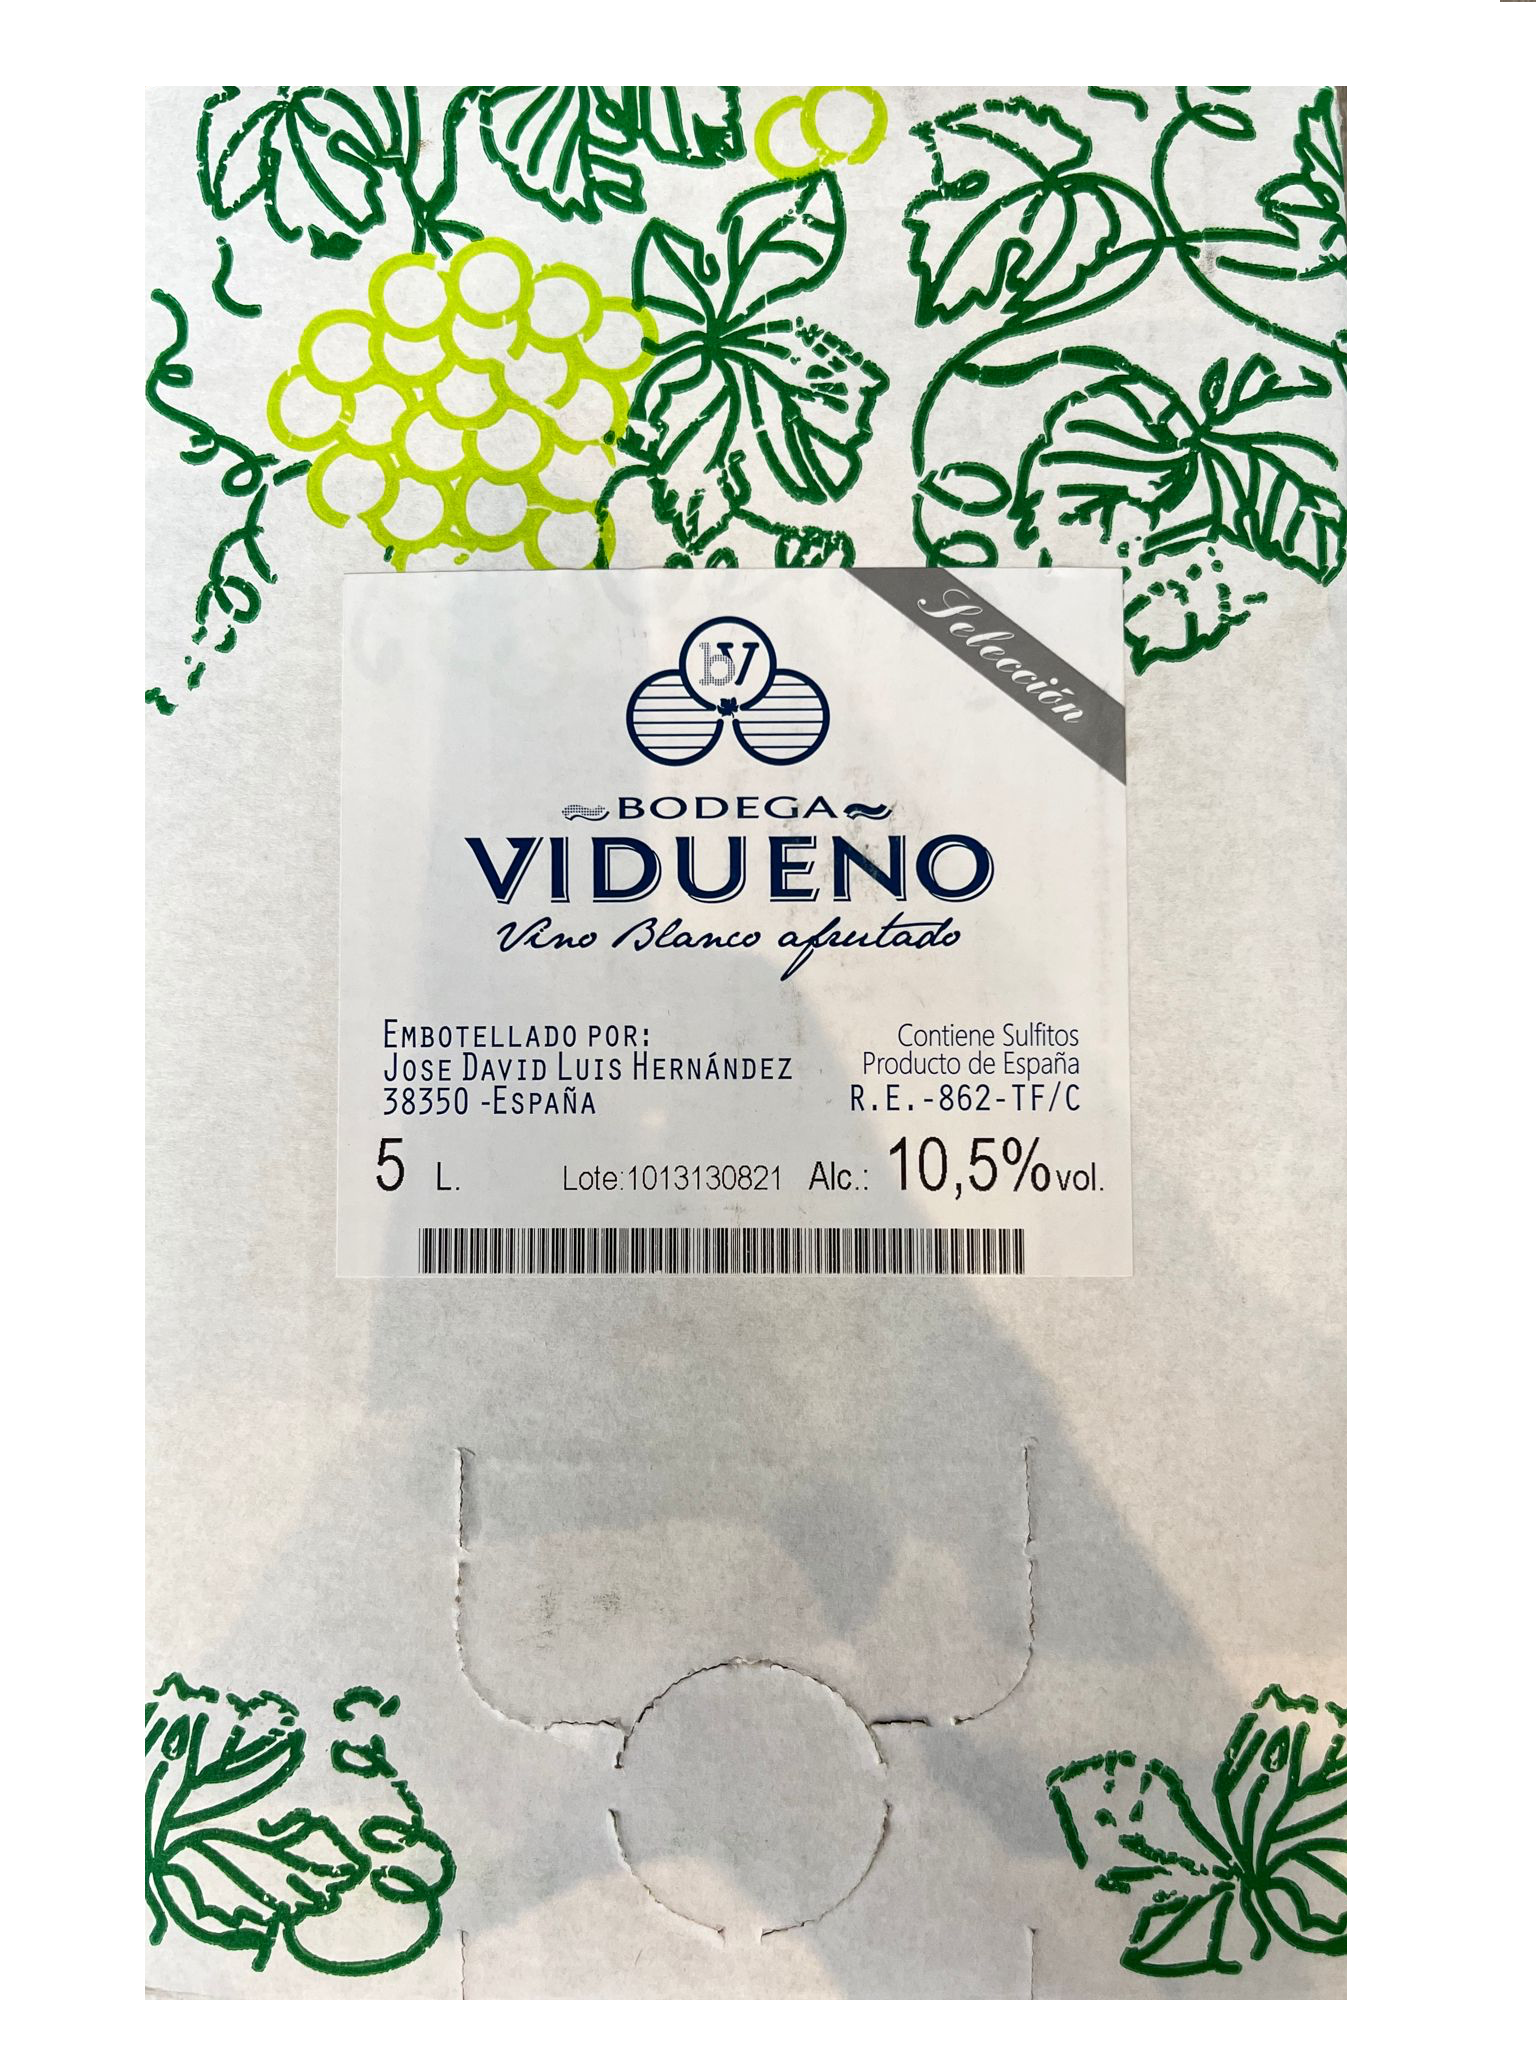 Selección
bV
BODEGA
VIDUEÑO
Vino Blanco afrutado
EMBOTELLADO POR:
JOSE DAVID LUIS HERNÁNDEZ
38350 -ESPAÑA
Contiene Sulfitos
Producto de España
R.E.-862-TF/C
5 L. Lote:1013130821 Alc.: 10,5%vol.